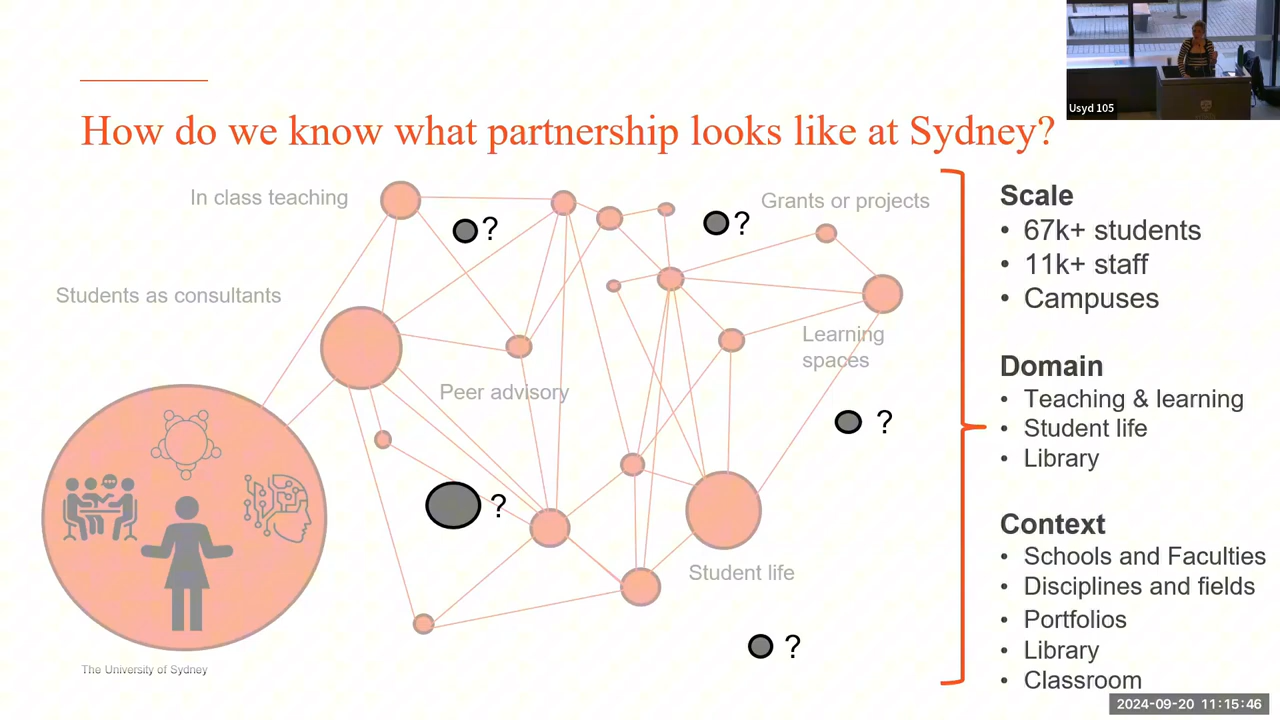 Usyd 105
How do we know what partnership looks like at Sydney?
In class teaching
?
?
Grants or projects
Students as consultants
Learning
spaces
Peer advisory
?
?
Student life
?
The University of Sydney
Scale
• 67k+ students
• 11k+ staff
• Campuses
Domain
• Teaching & learning
• Student life
• Library
Context
• Schools and Faculties
• Disciplines and fields
• Portfolios
• Library
• Classroom
2024-09-20 11:15:46